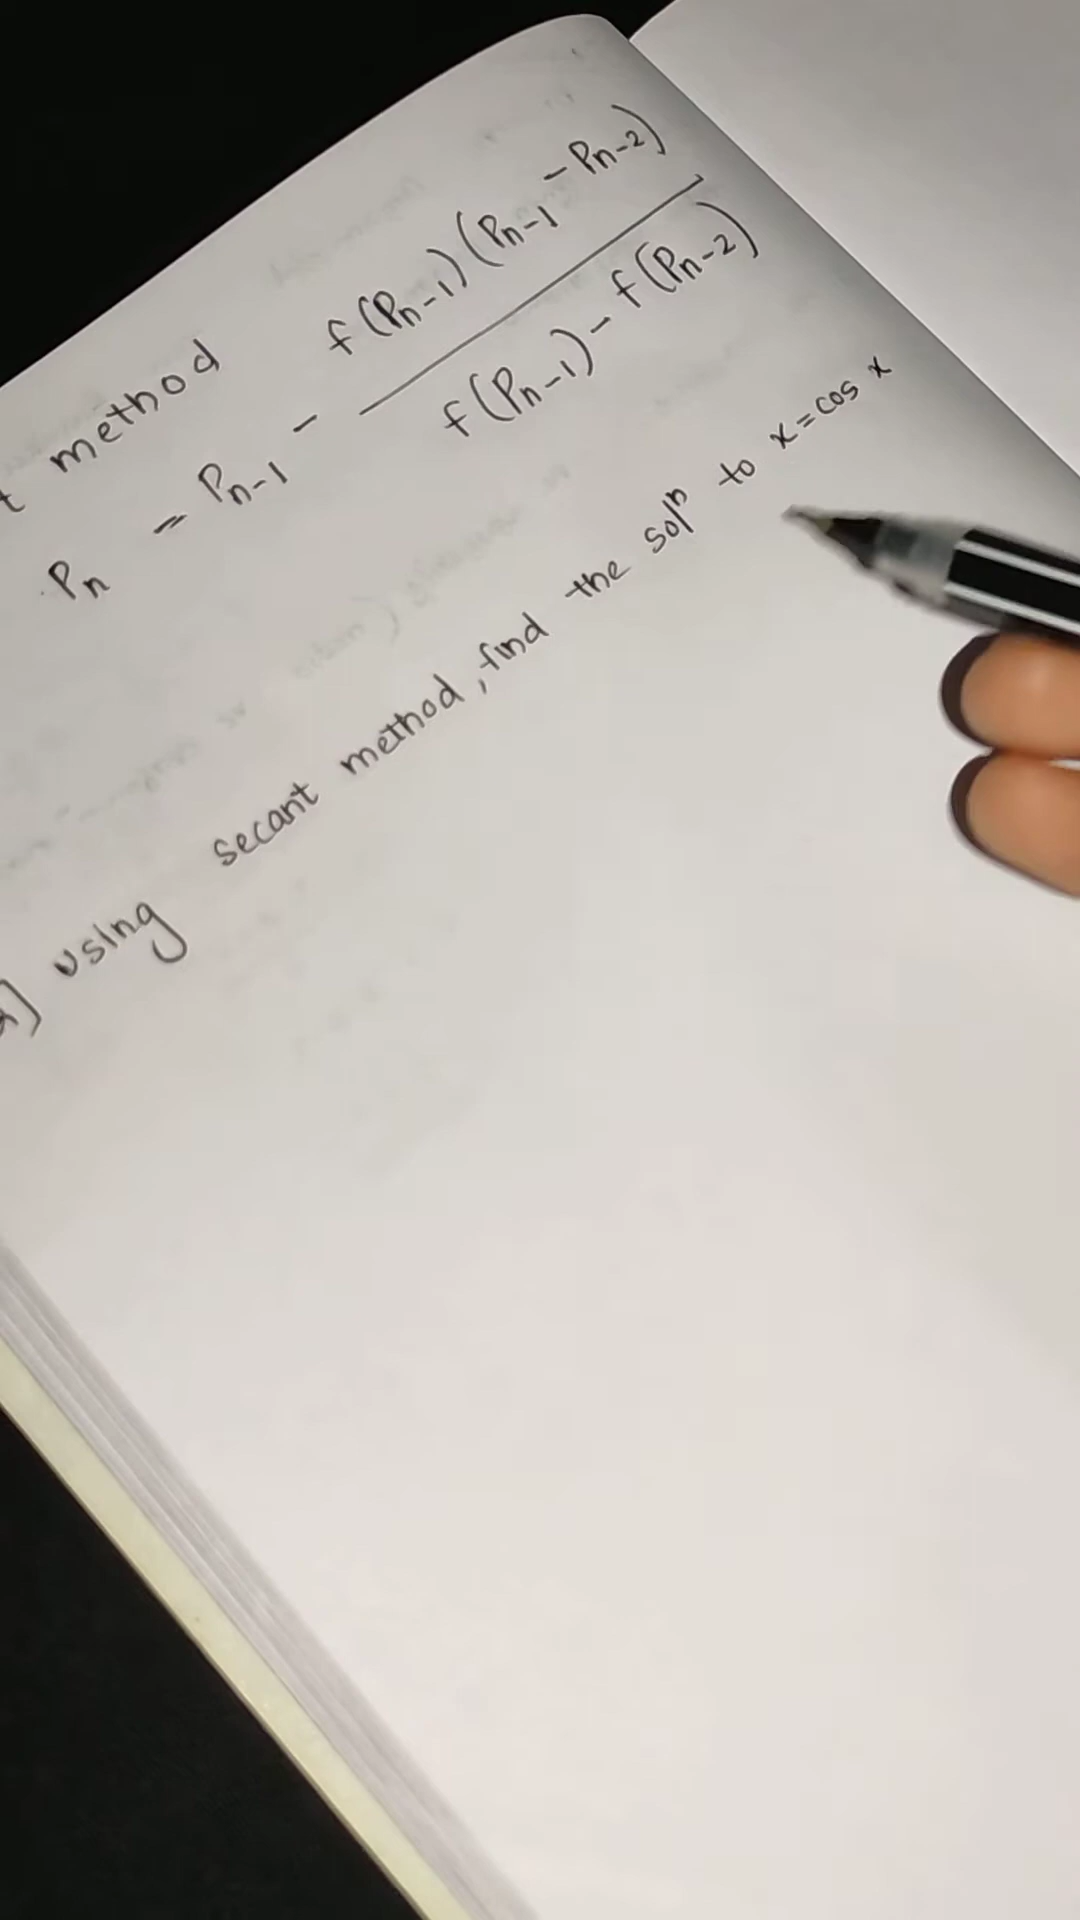 method
Pn = Pn-1 - f(Pn-1)(Pn-1 - Pn-2) / f(Pn-1) - f(Pn-2)
using secant method, find the solⁿ to x = cos x